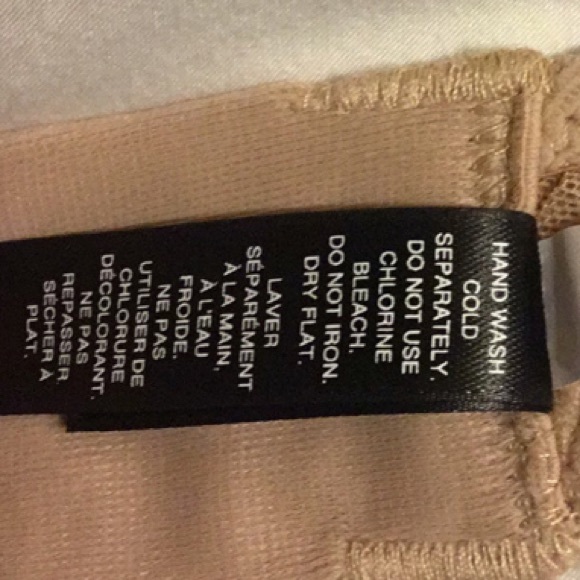 HAND WASH
COLD
SEPARATELY.
DO NOT USE
CHLORINE
BLEACH.
DO NOT IRON.
DRY FLAT.
LAVER
SÉPARÉMENT
À LA MAIN,
À L'EAU
FROIDE.
NE PAS
UTILISER DE
CHLORURE
DÉCOLORANT.
NE PAS
REPASSER
SÉCHER À
PLAT.